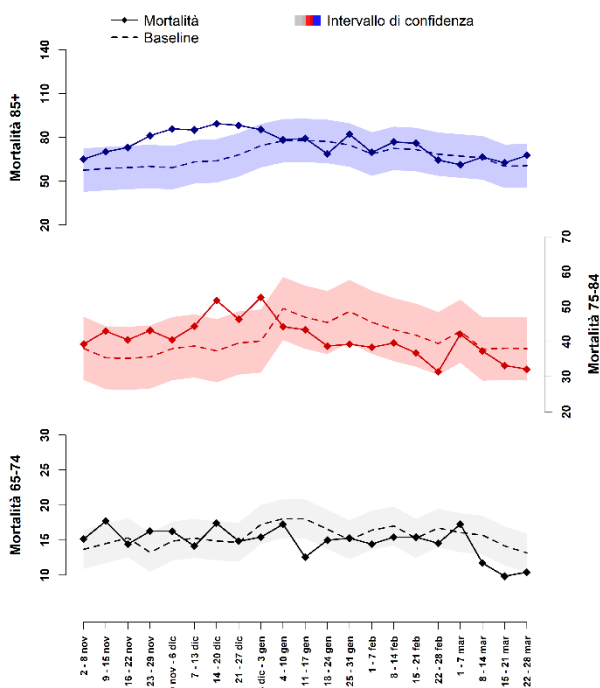 Mortalità
Intervallo di confidenza
Baseline
Mortalità 85+
140
110
80
50
20
Mortalità 75-84
70
60
50
40
30
20
Mortalità 65-74
30
25
20
15
10
2 - 8 nov
9 - 15 nov
16 - 22 nov
23 - 29 nov
nov - 6 dic
7 - 13 dic
14 - 20 dic
21 - 27 dic
dic - 3 gen
4 - 10 gen
11 - 17 gen
18 - 24 gen
25 - 31 gen
1 - 7 feb
8 - 14 feb
15 - 21 feb
22 - 28 feb
1 - 7 mar
8 - 14 mar
15 - 21 mar
22 - 28 mar